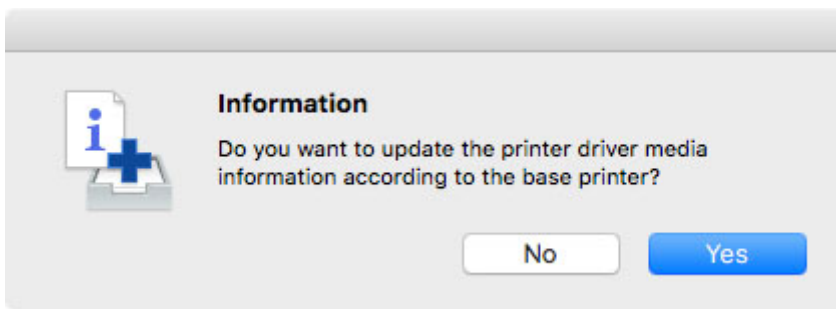 i
Information
Do you want to update the printer driver media
information according to the base printer?
No
Yes